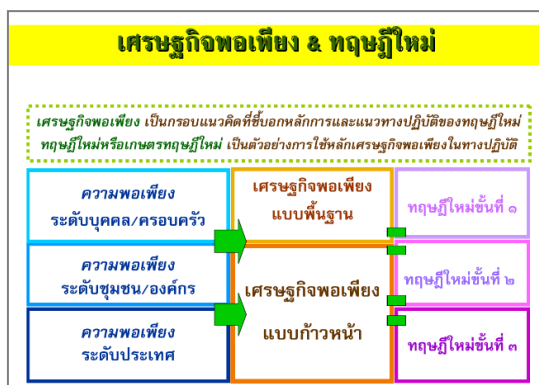 เศรษฐกิจพอเพียง & ทฤษฎีใหม่
เศรษฐกิจพอเพียง เป็นกรอบแนวคิดที่ชี้บอกหลักการและแนวทางปฏิบัติของทฤษฎีใหม่
ทฤษฎีใหม่หรือเกษตรทฤษฎีใหม่ เป็นตัวอย่างการใช้หลักเศรษฐกิจพอเพียงในทางปฏิบัติ
ความพอเพียง
ระดับบุคคล/ครอบครัว
เศรษฐกิจพอเพียง
แบบพื้นฐาน
ทฤษฎีใหม่ขั้นที่ ๑
ความพอเพียง
ระดับชุมชน/องค์กร
เศรษฐกิจพอเพียง
แบบก้าวหน้า
ทฤษฎีใหม่ขั้นที่ ๒
ความพอเพียง
ระดับประเทศ
ทฤษฎีใหม่ขั้นที่ ๓